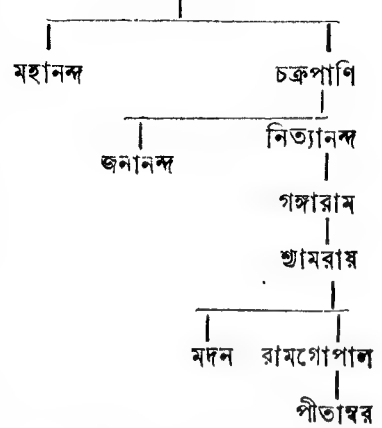 মহানন্দ চক্রপাণি
নিত্যানন্দ
জনানন্দ
গঙ্গারাম
শ্যামরায়
মদন রামগোপাল
পীতাম্বর